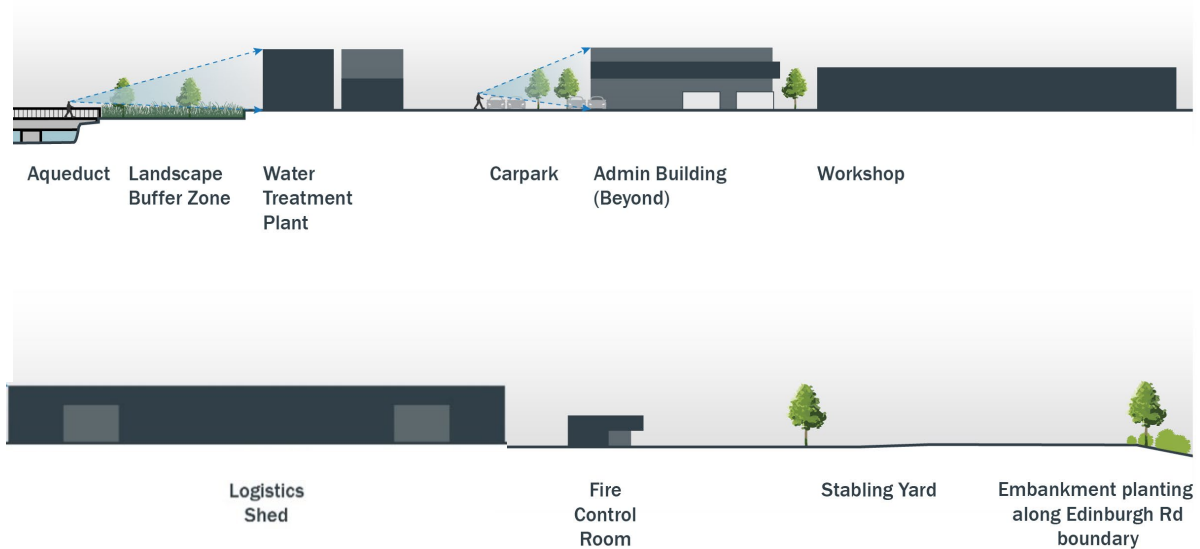 Aqueduct
Landscape
Buffer Zone
Water
Treatment
Plant
Carpark
Admin Building
(Beyond)
Workshop
Logistics
Shed
Fire
Control
Room
Stabling Yard
Embankment planting
along Edinburgh Rd
boundary